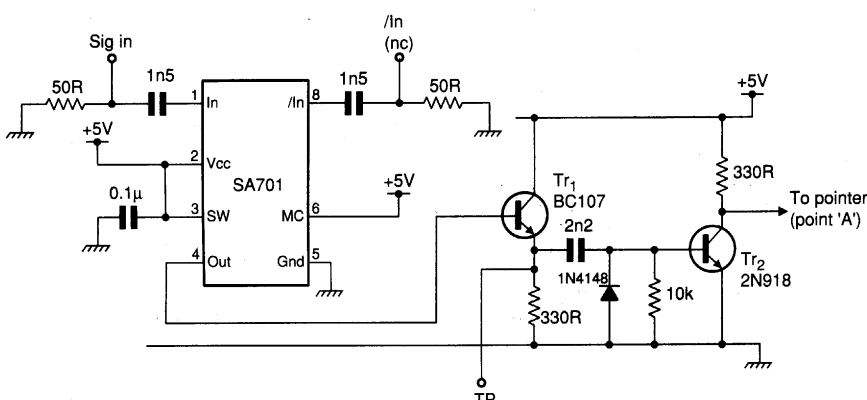 Sig in
/In
(nc)
50R
1n5
1n5
50R
1
In
/In
8
+5V
2
Vcc
SA701
0.1µ
3
SW
MC
6
+5V
4
Out
Gnd
5
+5V
330R
Tr1
BC107
2n2
To pointer
(point 'A')
1N4148
Tr2
2N918
10k
330R
TP